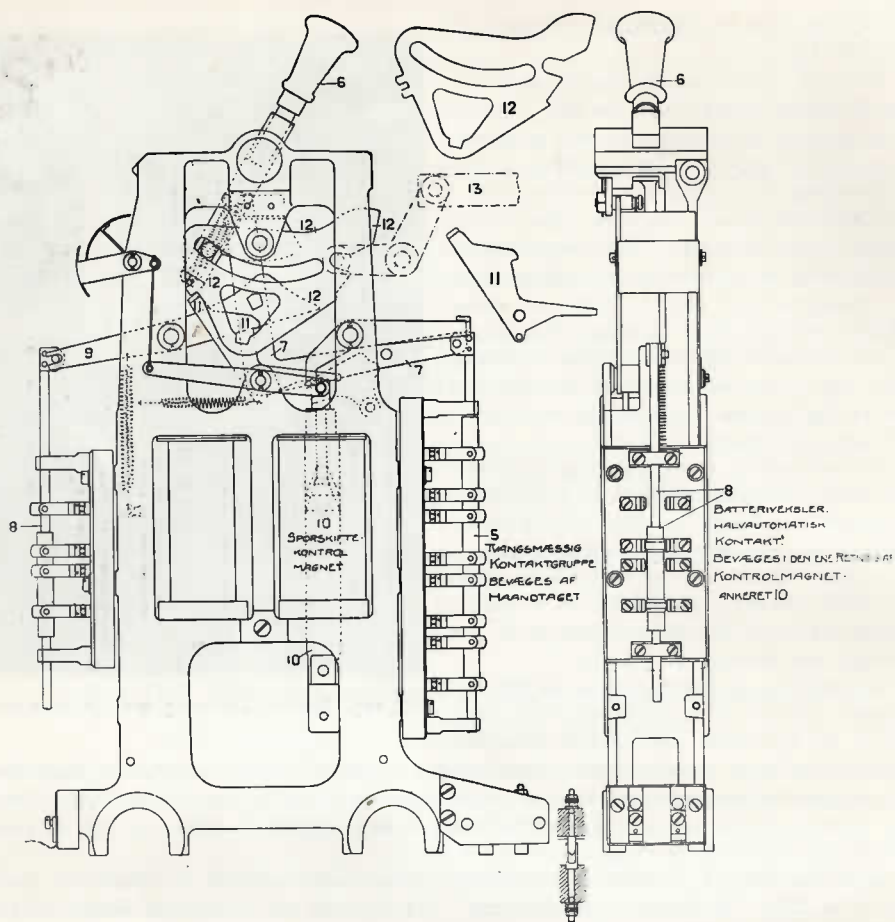 6
12
6
13
12
12
12
12
11
11
9
7
7
8
10
SPORSKIFTE-
KONTROL
MAGNET
5
TVANGSMÆSSIG
KONTAKTGRUPPE
BEVÆGES AF
HAANDTAGET
10
8
BATTERIVEKSLER.
HALVAUTOMATISK
KONTAKT.
BEVÆGES I DEN ENE RETNING AF
KONTROLMAGNET-
ANKERET 10